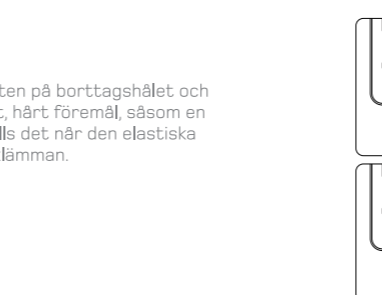 ten på borttagshålet och
t, hårt föremål, såsom en
lls det når den elastiska
lämman.